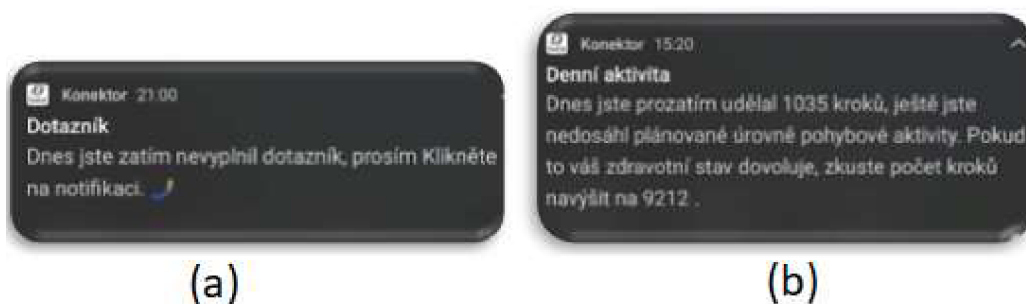 Konektor 21:00
Dotazník
Dnes jste zatím nevyplnil dotazník, prosím Klikněte
na notifikaci.
(a)
Konektor 15:20
Denní aktivita
Dnes jste prozatím udělal 1035 kroků, ještě jste
nedosáhl plánované úrovně pohybové aktivity. Pokud
to váš zdravotní stav dovoluje, zkuste počet kroků
navýšit na 9212 .
(b)